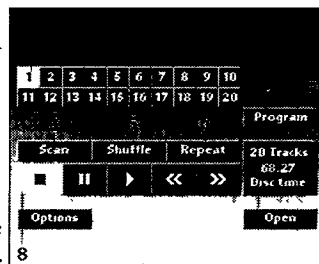 1 2 3 4 5 6 7 8 9 10
11 12 13 14 15 16 17 18 19 20
Program
Scan Shuffle Repeat
20 Tracks
68.27
Disc time
Options
Open
8